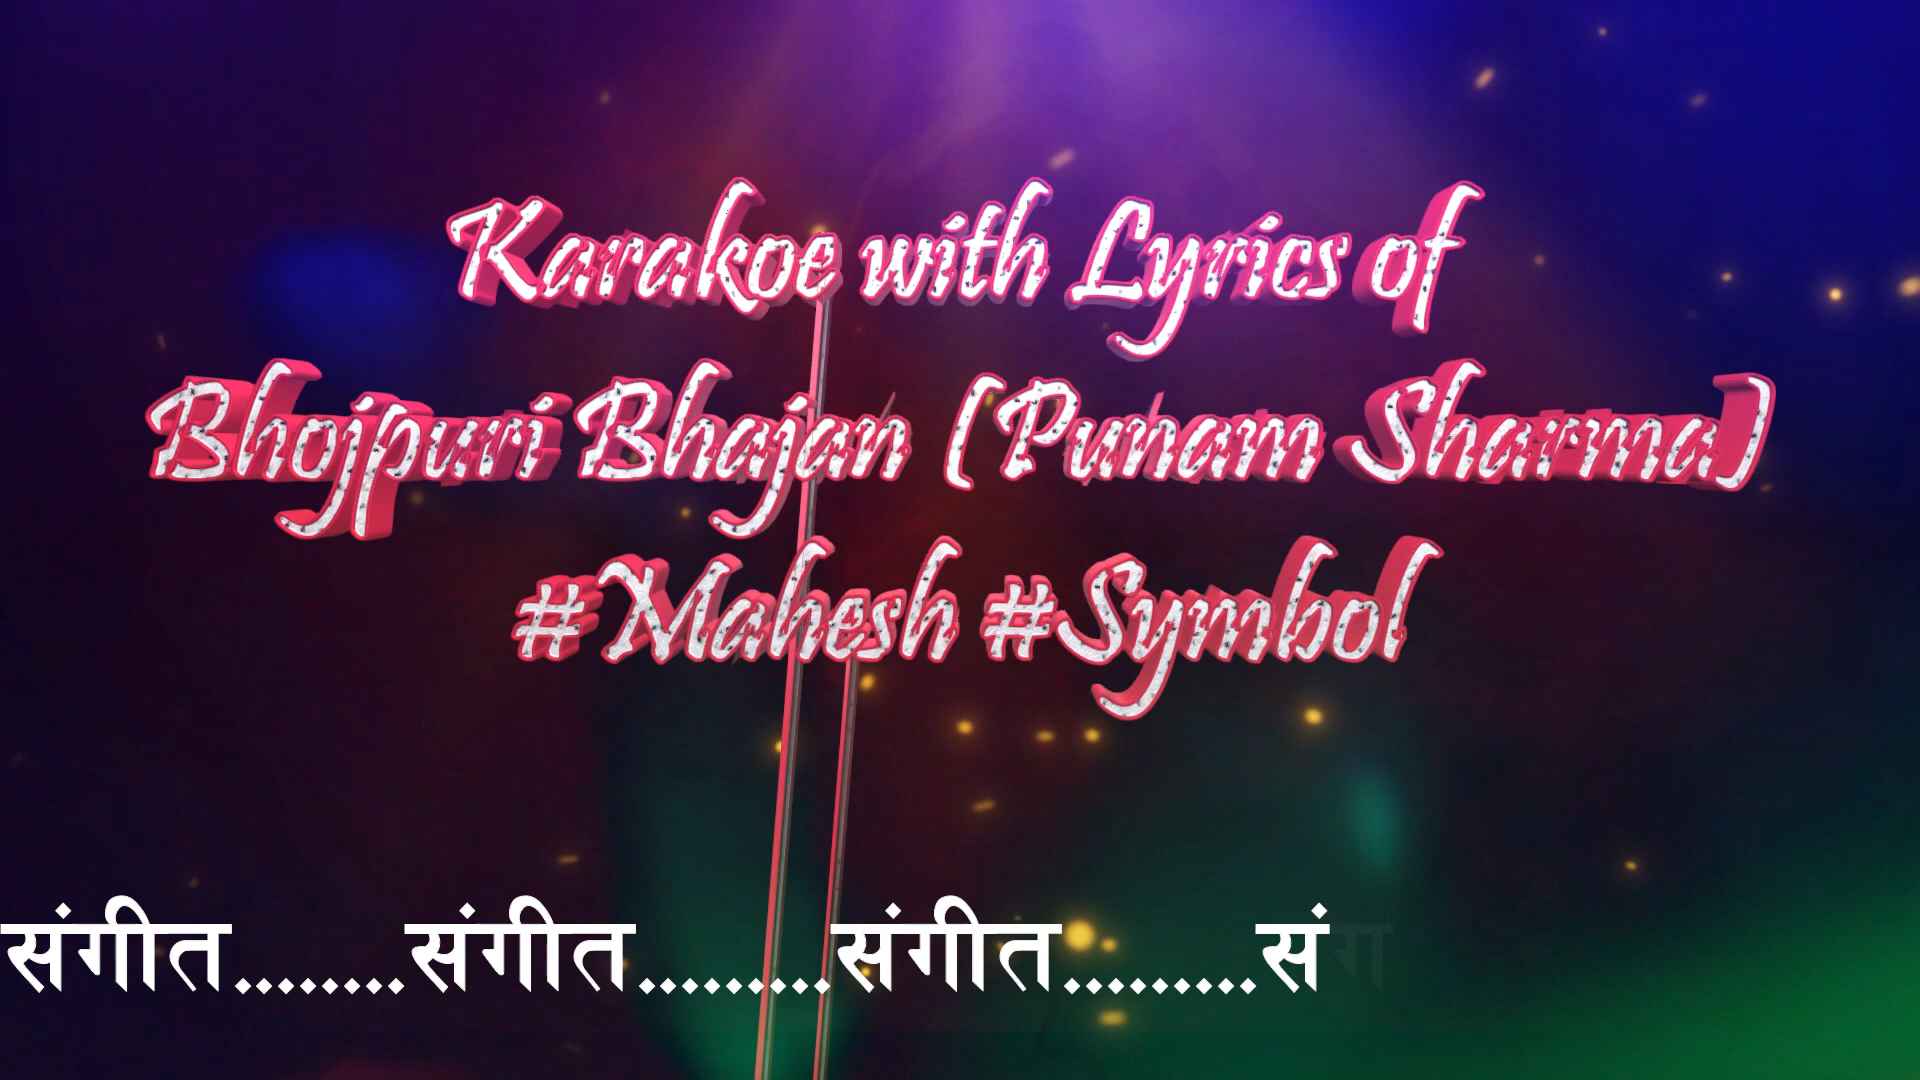 Karakoe with Lyrics of
Bhojpuri Bhajan (Punam Sharma)
#Mahesh #Symbol
संगीत........संगीत.........संगीत.........संग